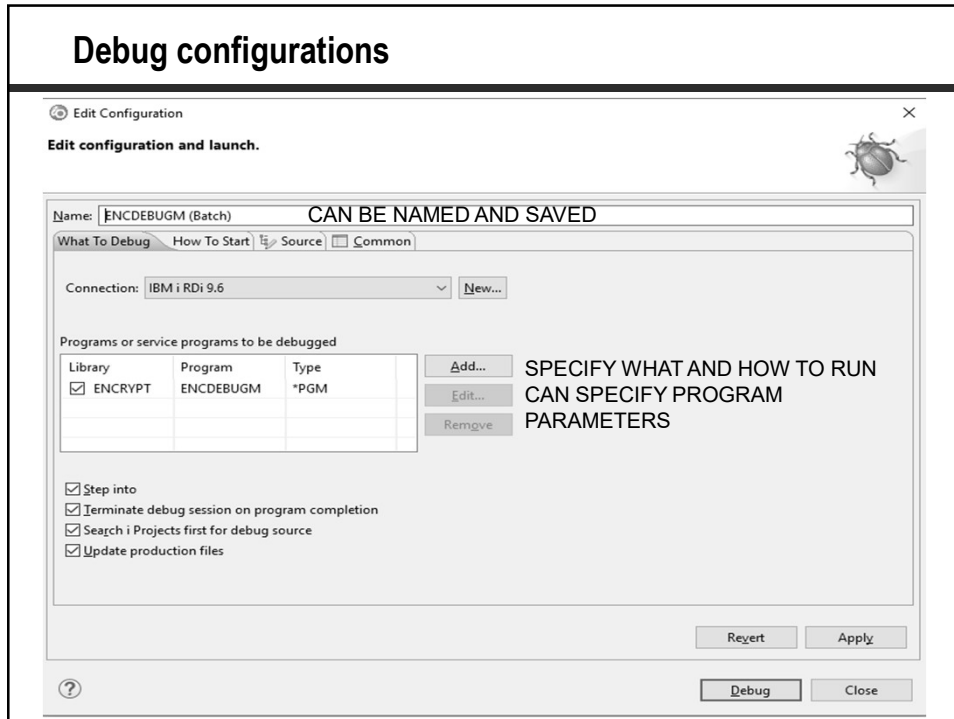 Debug configurations
Edit Configuration
Edit configuration and launch.
Name: ENCDEBUGM (Batch) CAN BE NAMED AND SAVED
What To Debug How To Start Source Common
Connection: IBM i RDi 9.6 New...
Programs or service programs to be debugged
Library Program Type
ENCRYPT ENCDEBUGM *PGM
Add...
Edit...
Remove
SPECIFY WHAT AND HOW TO RUN
CAN SPECIFY PROGRAM
PARAMETERS
Step into
Terminate debug session on program completion
Search i Projects first for debug source
Update production files
Revert Apply
? Debug Close